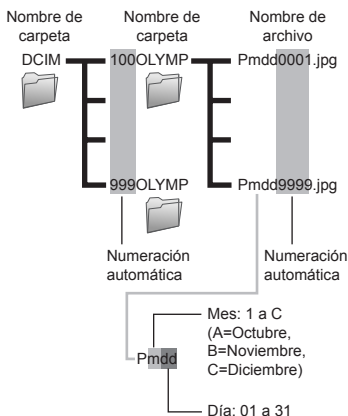 Nombre de carpeta
Nombre de carpeta
Nombre de archivo
DCIM
100OLYMP
Pmdd0001.jpg
999OLYMP
Pmdd9999.jpg
Numeración automática
Numeración automática
Pmdd
Mes: 1 a C
(A=Octubre,
B=Noviembre,
C=Diciembre)
Día: 01 a 31